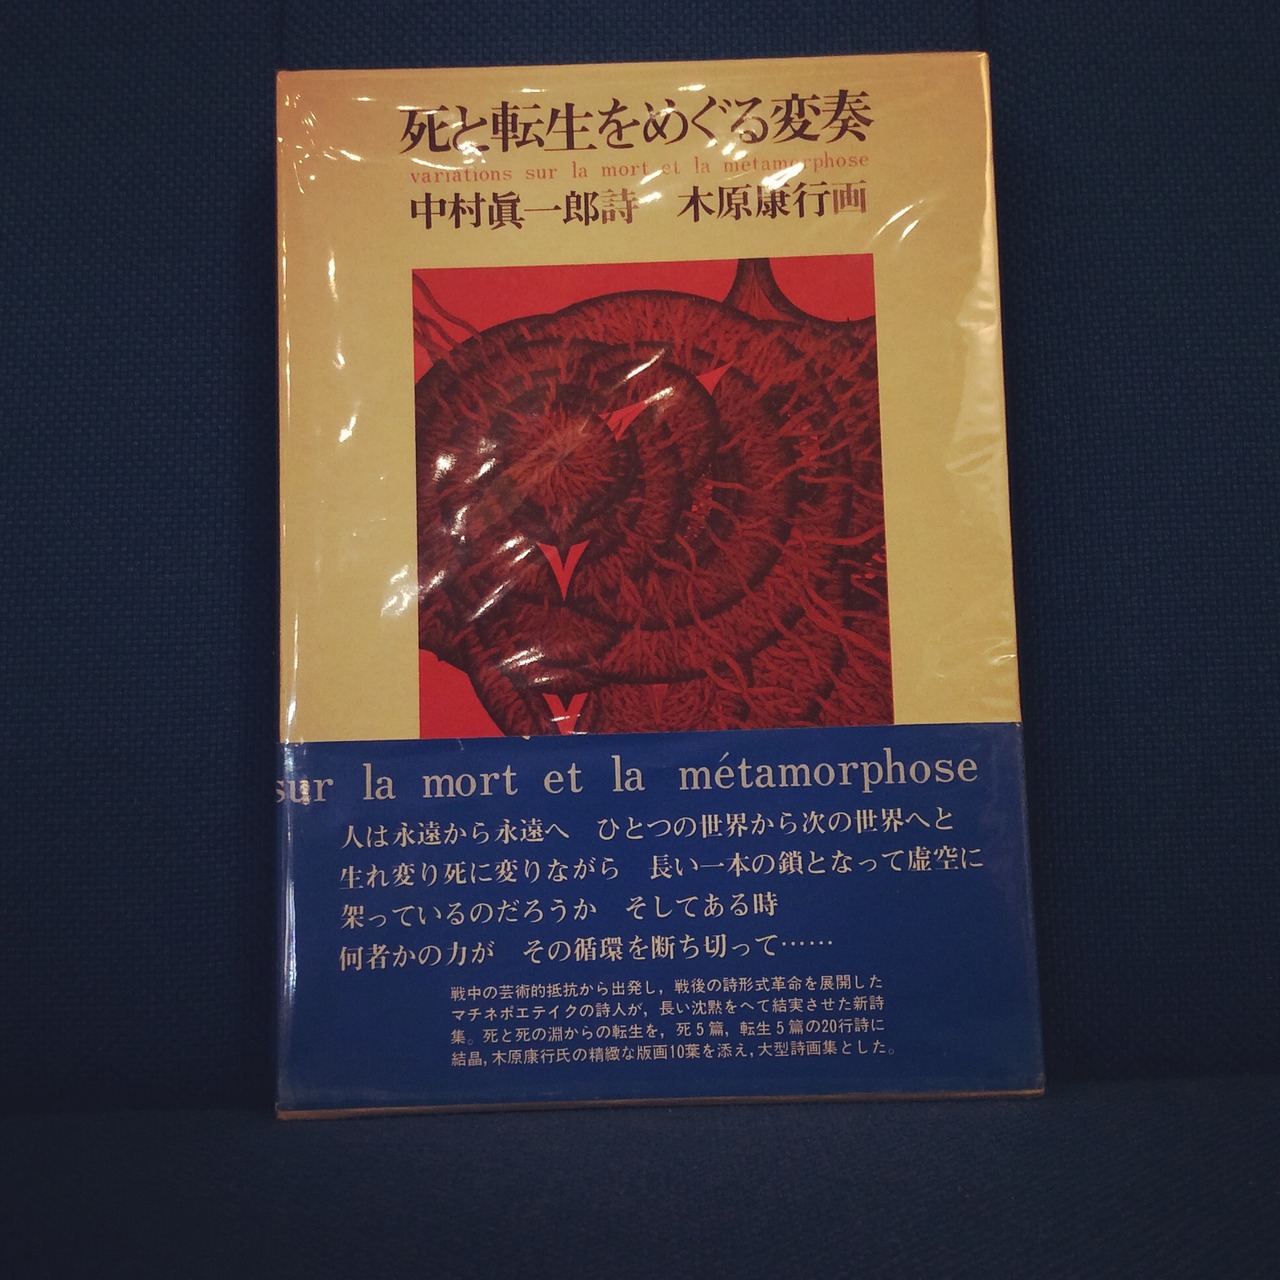 死と転生をめぐる変奏
variations sur la mort et la métamorphose
中村眞一郎詩 木原康行画
sur la mort et la métamorphose
人は永遠から永遠へ ひとつの世界から次の世界へと
生れ変り死に変りながら 長い一本の鎖となって虚空に
架っているのだろうか そしてある時
何者かの力が その循環を断ち切って……
戦中の芸術的抵抗から出発し，戦後の詩形式革命を展開した
マチネポエテイクの詩人が，長い沈黙をへて結実させた新詩
集。死と死の淵からの転生を，死5篇，転生5篇の20行詩に
結晶，木原康行氏の精緻な版画10葉を添え，大型詩画集とした。